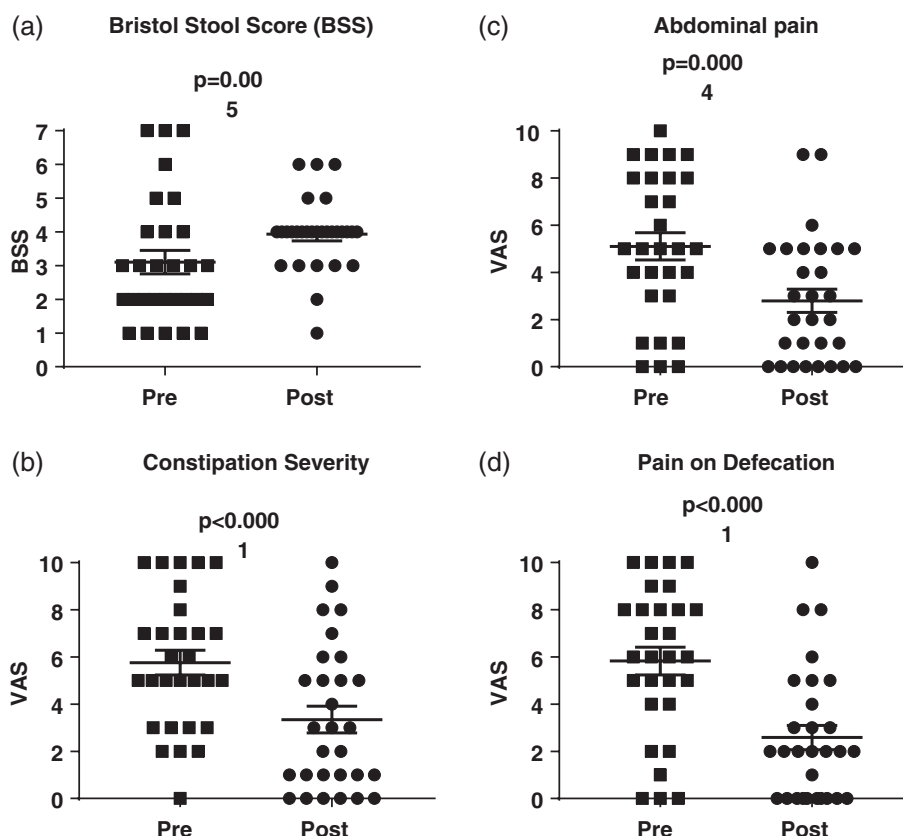 (a)
Bristol Stool Score (BSS)
p=0.00
5
BSS
7
6
5
4
3
2
1
0
Pre
Post
(c)
Abdominal pain
p=0.000
4
VAS
10
8
6
4
2
0
Pre
Post
(b)
Constipation Severity
p<0.000
1
VAS
10
8
6
4
2
0
Pre
Post
(d)
Pain on Defecation
p<0.000
1
VAS
10
8
6
4
2
0
Pre
Post